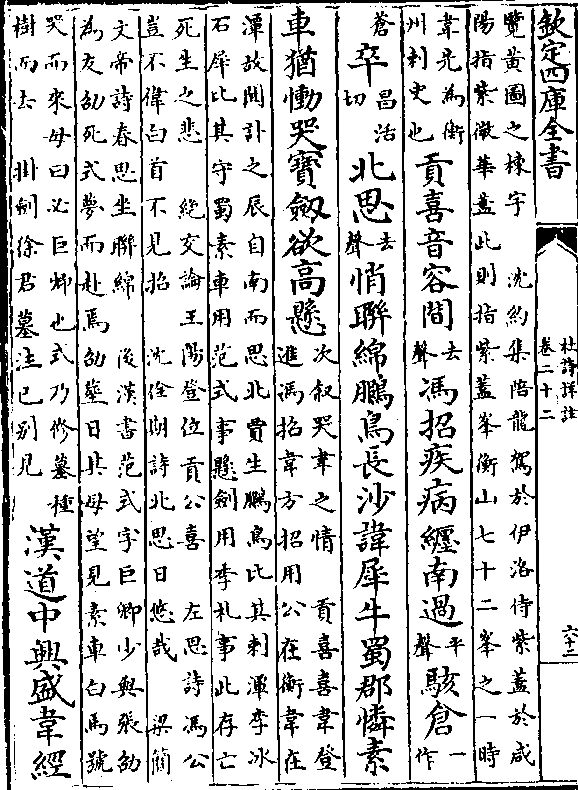 欽定四庫全書
杜詩詳註
卷二十二
六十二
覽黃圖之棟宇　沈約集陪龍駕於伊洛侍紫蓋於咸
陽指紫微華蓋此則指紫蓋峯衡山七十二峯之一時
韋先為衡
州刺史也　貢喜音容間去聲馮招疾病纏南過平聲駭倉一作
蒼卒昌活切北思去聲悄聯綿鵩鳥長沙諱犀牛蜀郡憐素
車猶慟哭寶劒欲高懸次叙哭韋之情　貢喜喜韋登
進馮招韋方招用公在衡韋在
潭故聞訃之辰自南而思北賈生鵩鳥比其刺潭李冰
石犀比其守蜀素車用范式事懸劍用季札事此存亡
死生之悲　絶交論王陽登位貢公喜　左思詩馮公
豈不偉白首不見招　沈佺期詩北思日悠哉　梁簡
文帝詩春思坐聯綿　後漢書范式字巨卿少與張劭
為友劭死式夢而赴焉劭塟日其母望見素車白馬號
哭而來母曰必巨卿也式乃修墓種
樹而去　掛劍徐君墓注已别見　漢道中興盛韋經